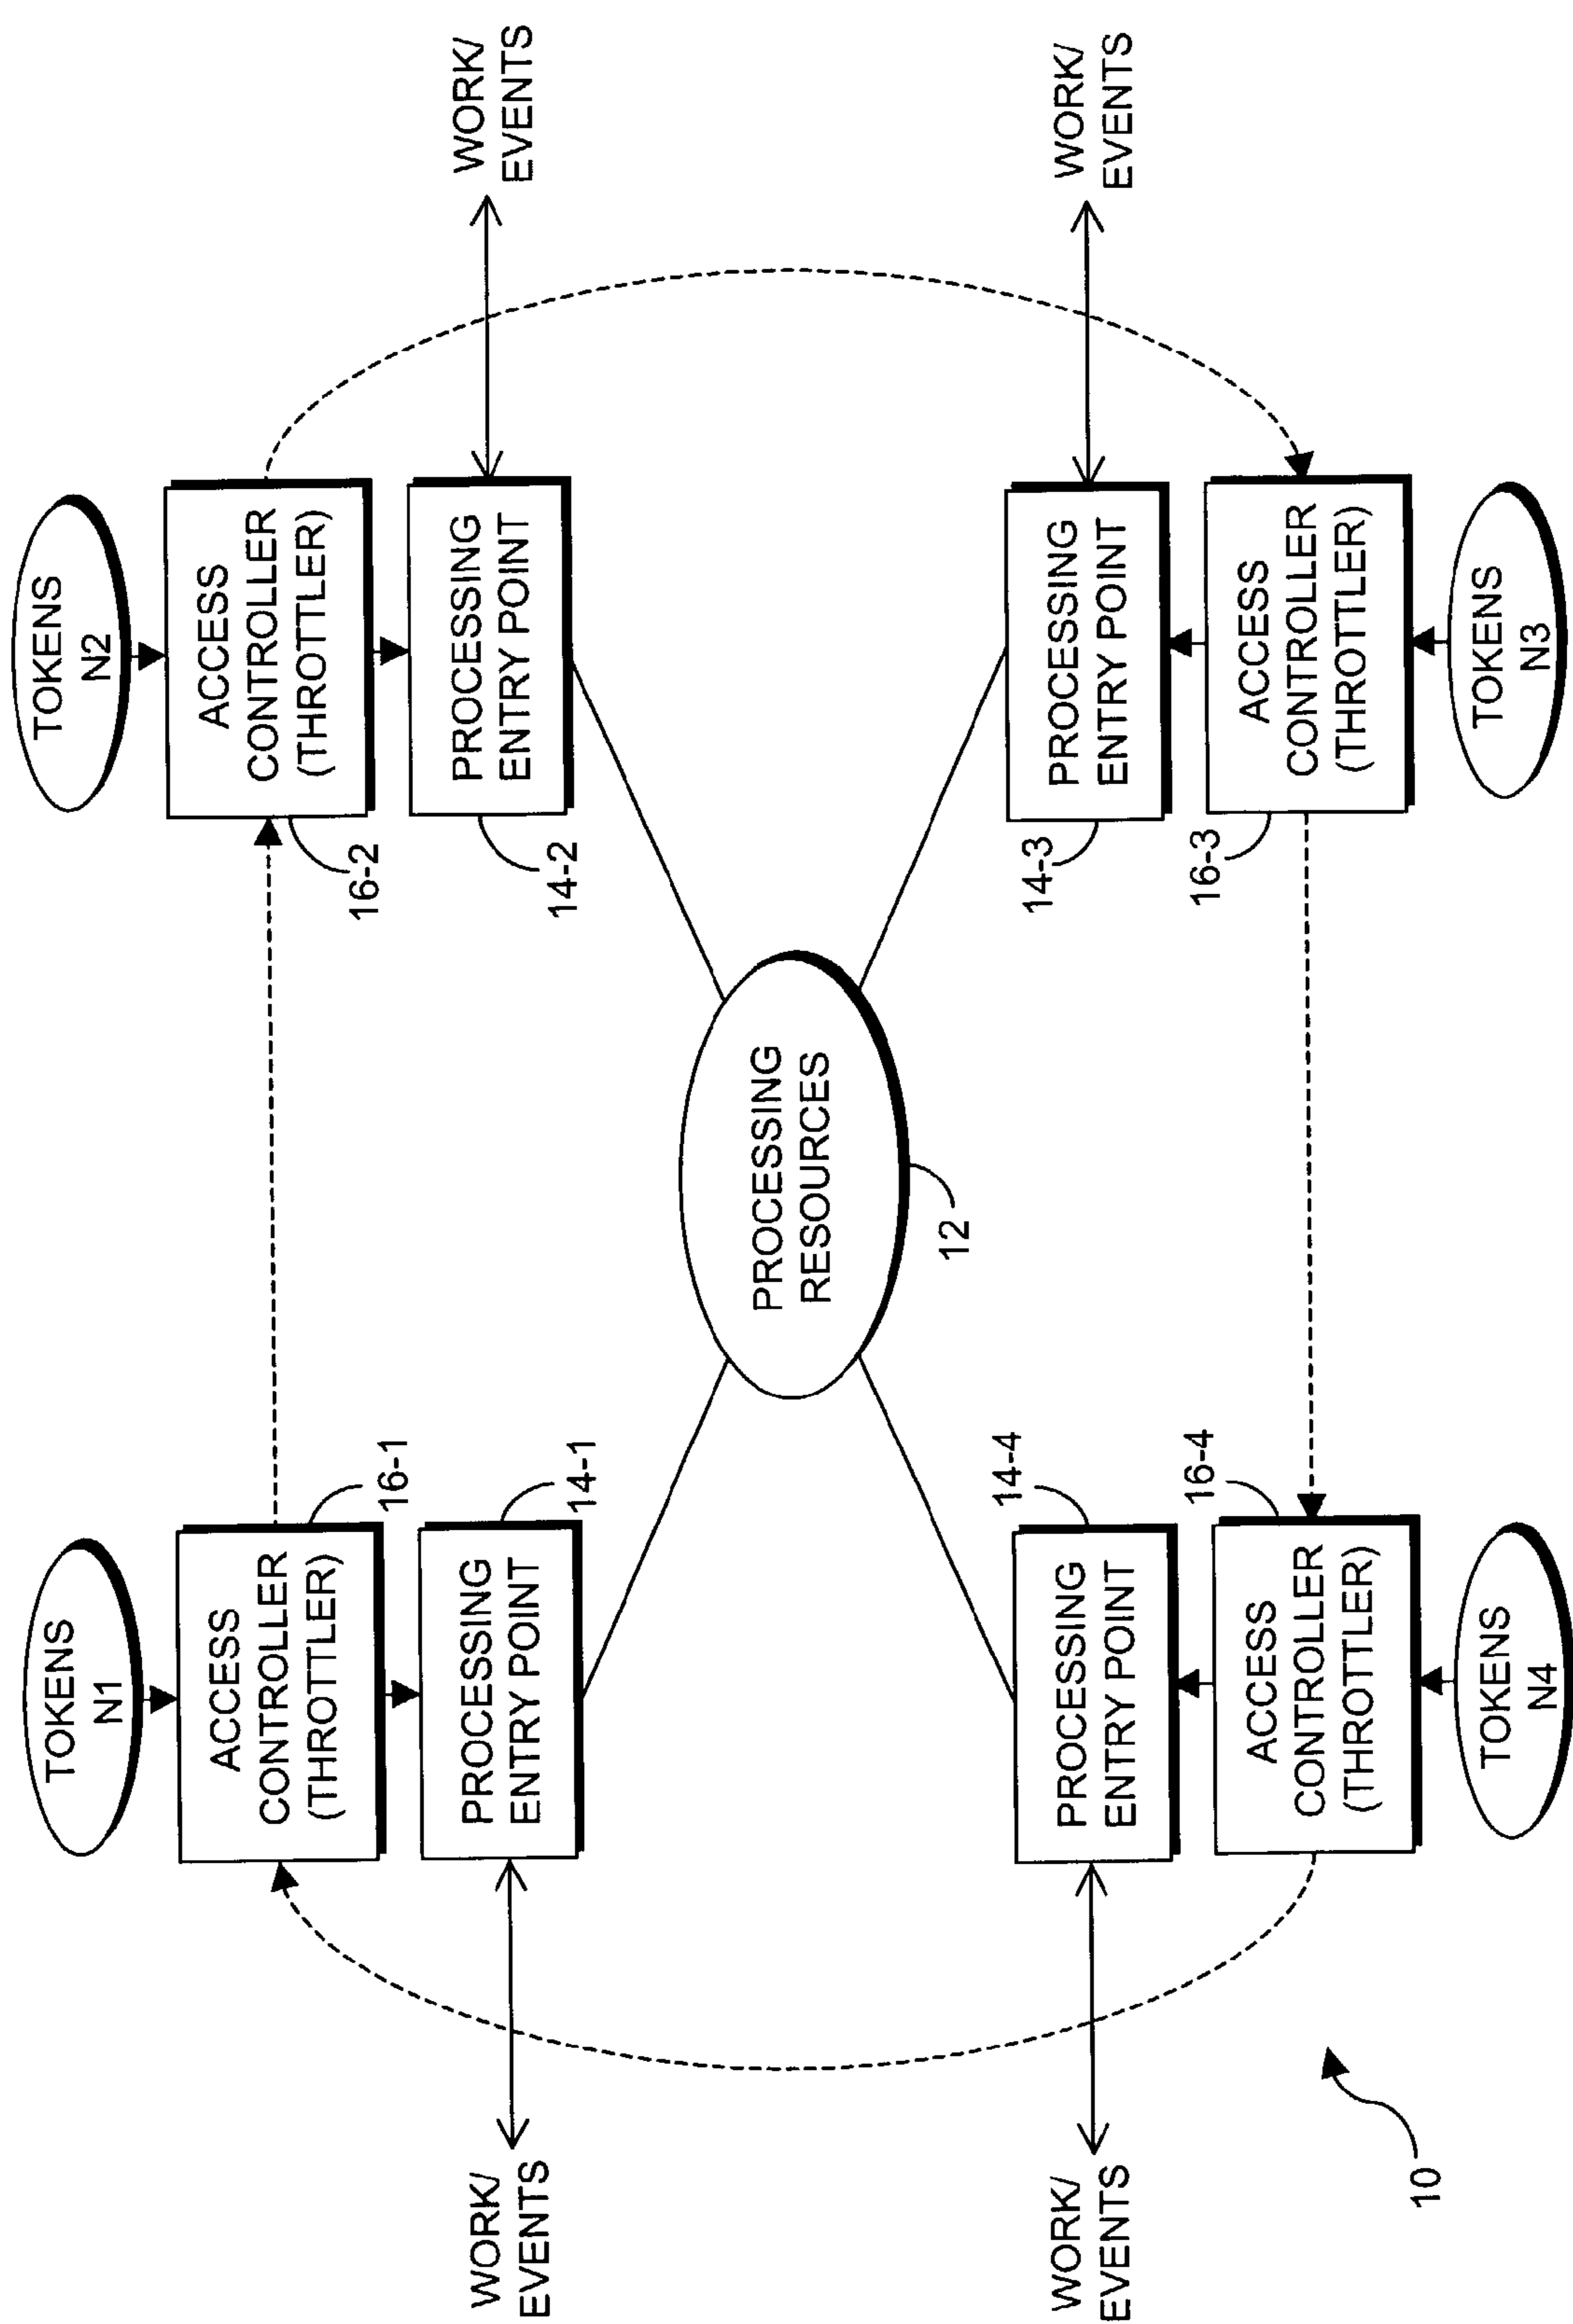 TOKENS
N1
ACCESS
CONTROLLER
(THROTTLER)
16-1
PROCESSING
ENTRY POINT
14-1
WORK/
EVENTS
TOKENS
N2
ACCESS
CONTROLLER
(THROTTLER)
16-2
PROCESSING
ENTRY POINT
14-2
WORK/
EVENTS
PROCESSING
RESOURCES
12
WORK/
EVENTS
14-4
PROCESSING
ENTRY POINT
16-4
ACCESS
CONTROLLER
(THROTTLER)
TOKENS
N4
14-3
PROCESSING
ENTRY POINT
WORK/
EVENTS
16-3
ACCESS
CONTROLLER
(THROTTLER)
TOKENS
N3
10